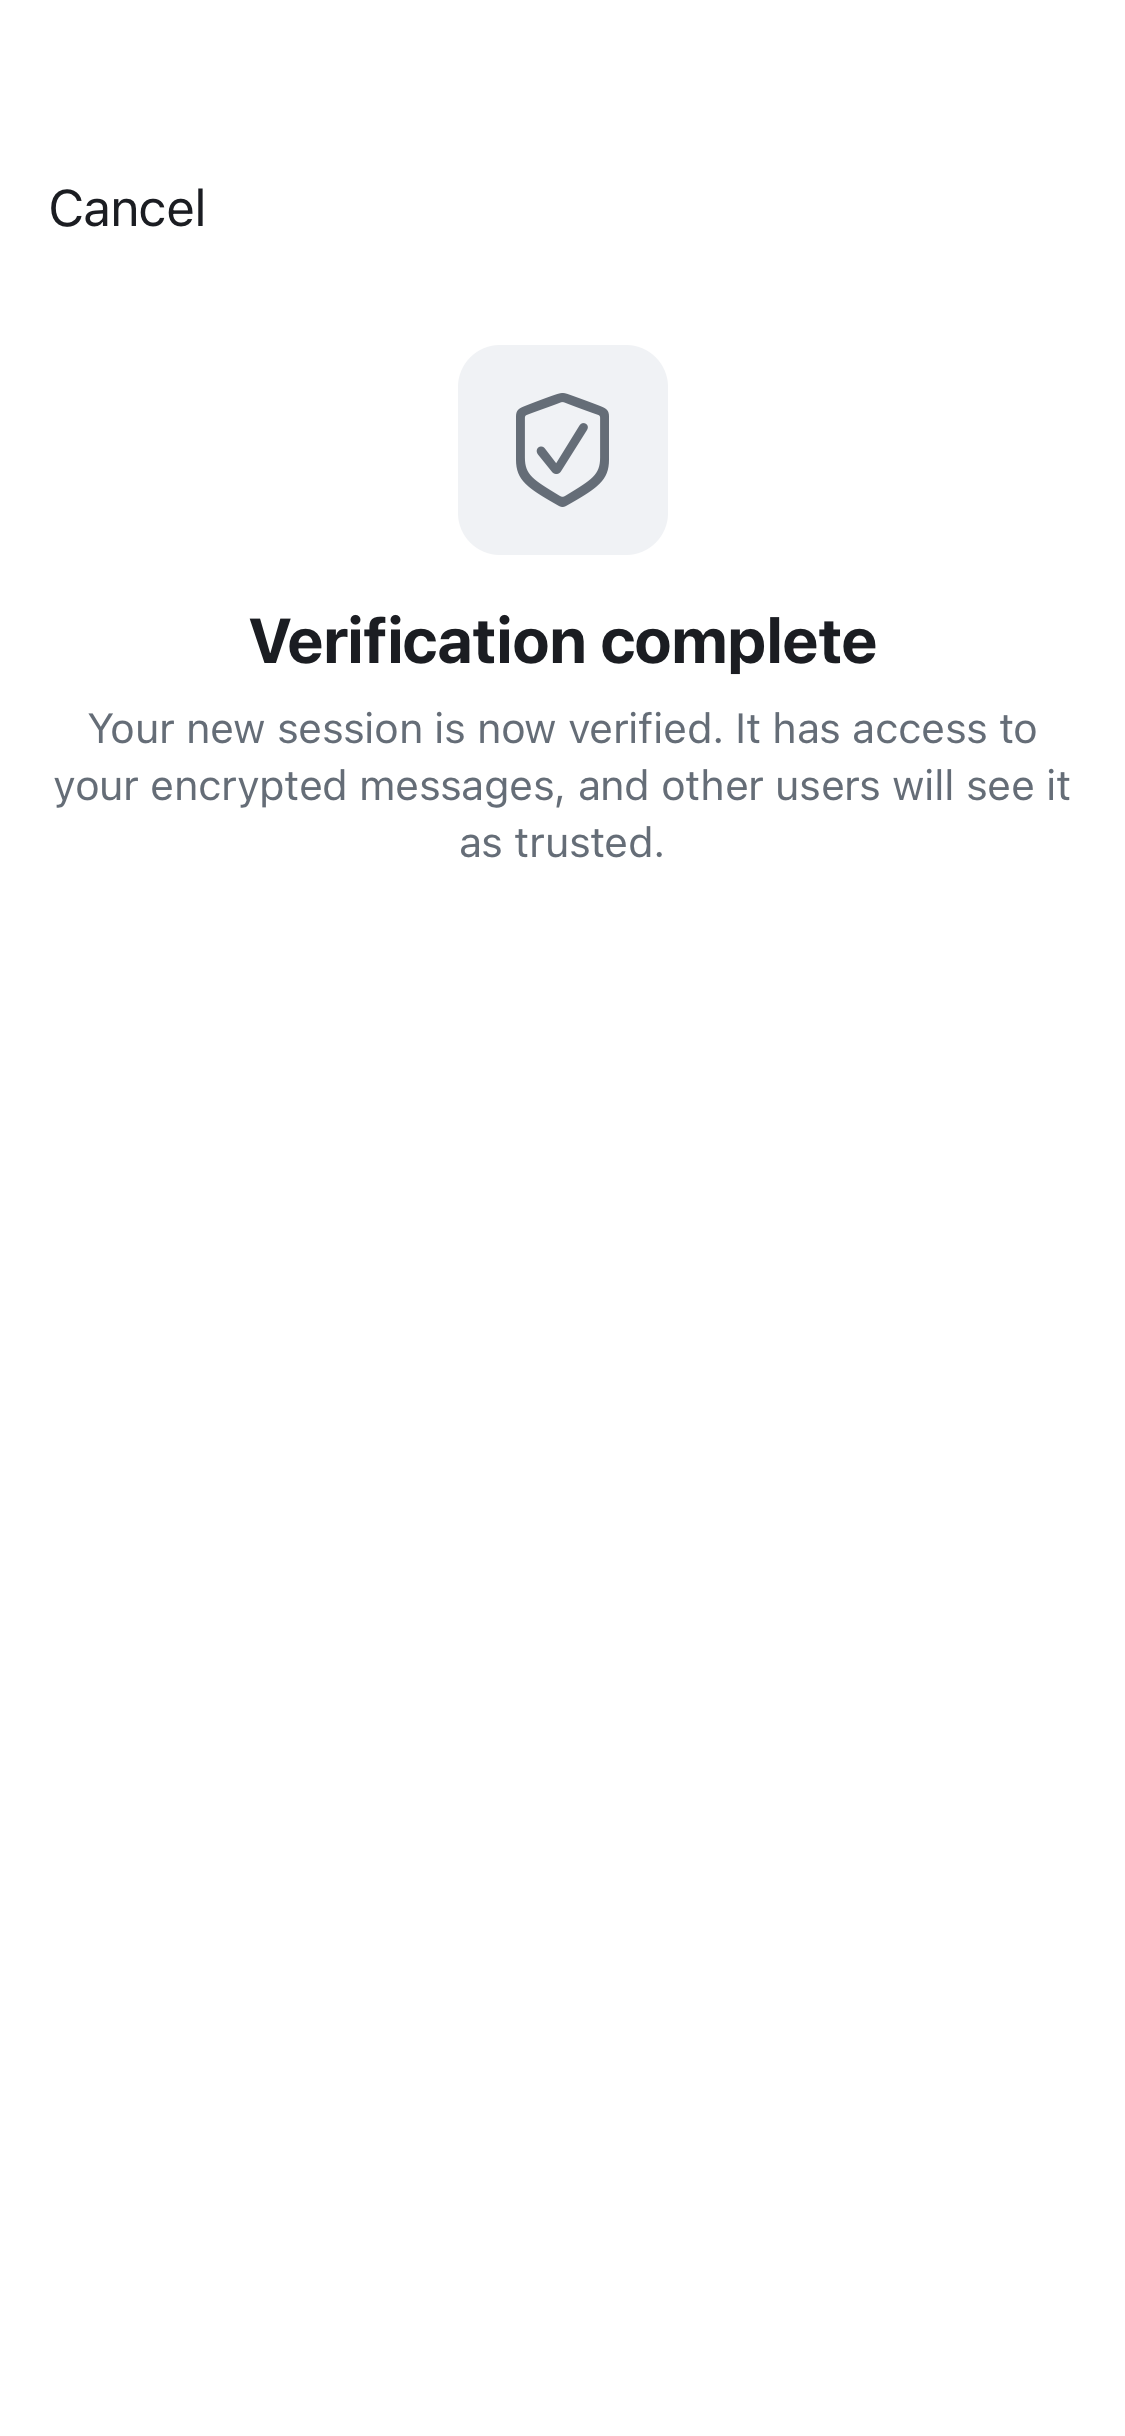 Cancel
Verification complete
Your new session is now verified. It has access to
your encrypted messages, and other users will see it
as trusted.